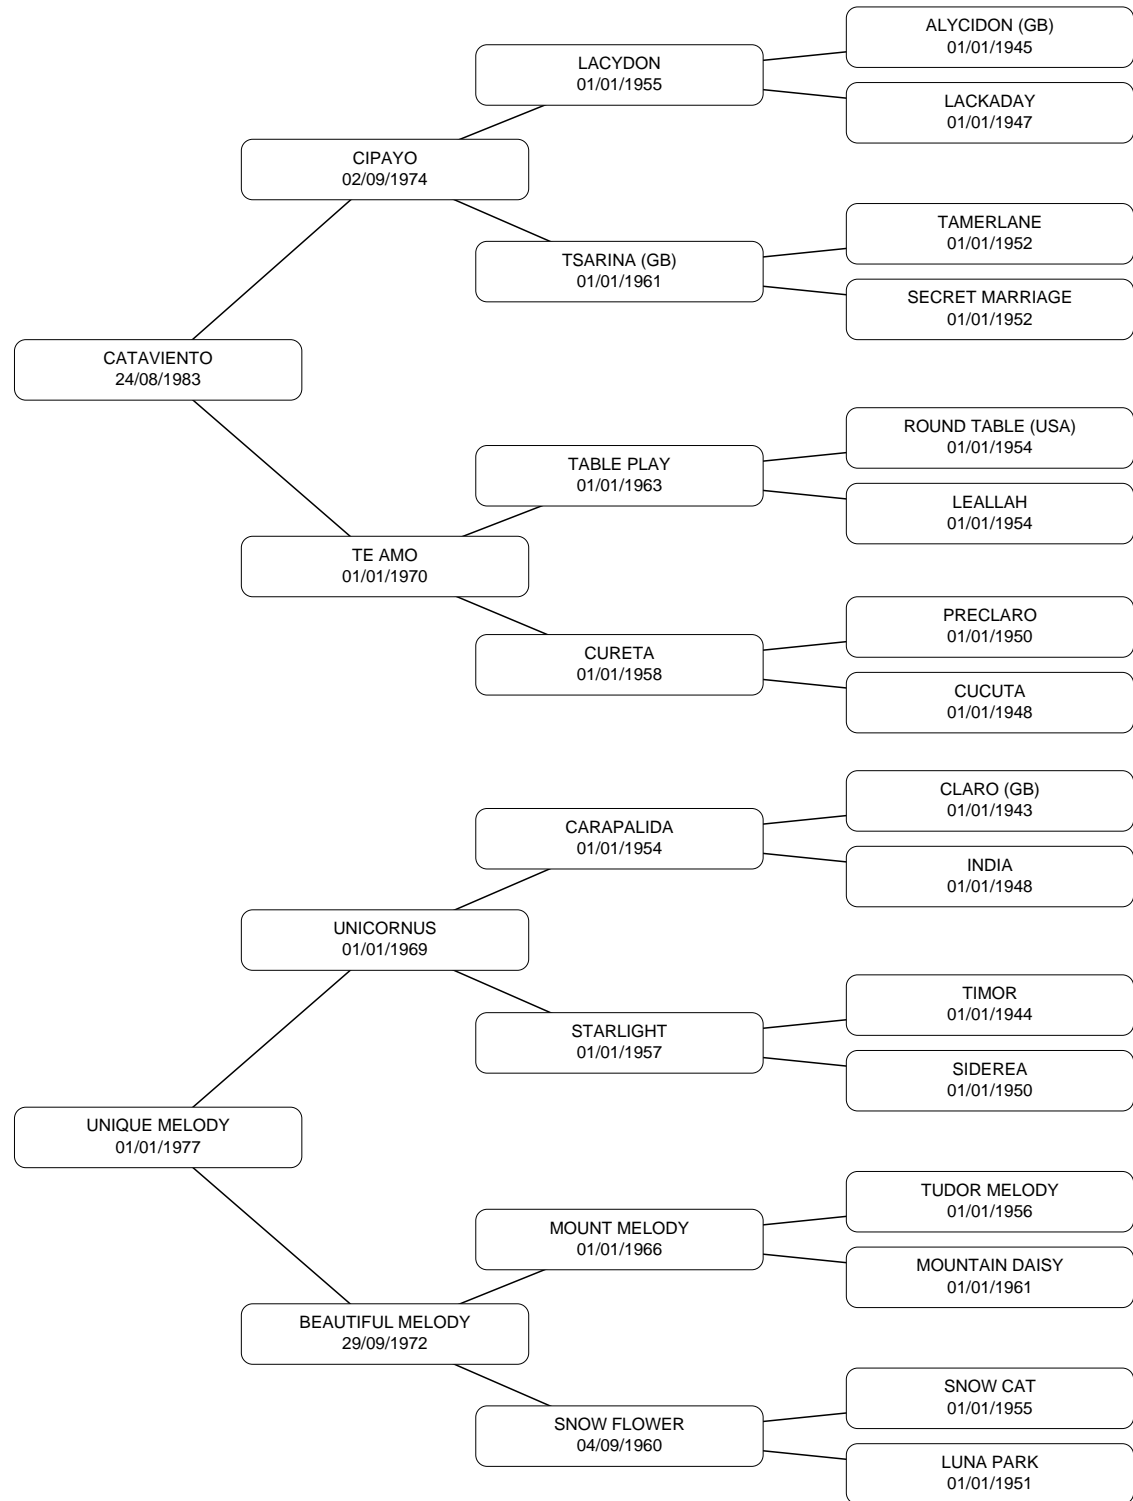 ALYCIDON (GB)
01/01/1945
LACYDON
01/01/1955
LACKADAY
01/01/1947
CIPAYO
02/09/1974
TAMERLANE
01/01/1952
TSARINA (GB)
01/01/1961
SECRET MARRIAGE
01/01/1952
CATAVIENTO
24/08/1983
ROUND TABLE (USA)
01/01/1954
TABLE PLAY
01/01/1963
LEALLAH
01/01/1954
TE AMO
01/01/1970
PRECLARO
01/01/1950
CURETA
01/01/1958
CUCUTA
01/01/1948
CLARO (GB)
01/01/1943
CARAPALIDA
01/01/1954
INDIA
01/01/1948
UNICORNUS
01/01/1969
TIMOR
01/01/1944
STARLIGHT
01/01/1957
SIDEREA
01/01/1950
UNIQUE MELODY
01/01/1977
TUDOR MELODY
01/01/1956
MOUNT MELODY
01/01/1966
MOUNTAIN DAISY
01/01/1961
BEAUTIFUL MELODY
29/09/1972
SNOW CAT
01/01/1955
SNOW FLOWER
04/09/1960
LUNA PARK
01/01/1951